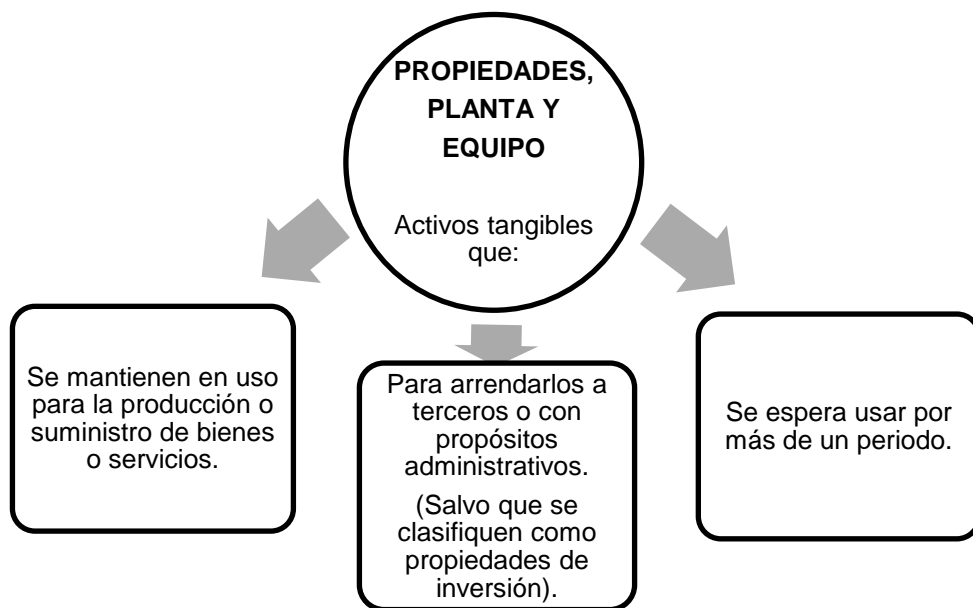 PROPIEDADES,
PLANTA Y
EQUIPO
Activos tangibles
que:
Se mantienen en uso
para la producción o
suministro de bienes
o servicios.
Para arrendarlos a
terceros o con
propósitos
administrativos.
(Salvo que se
clasifiquen como
propiedades de
inversión).
Se espera usar por
más de un periodo.